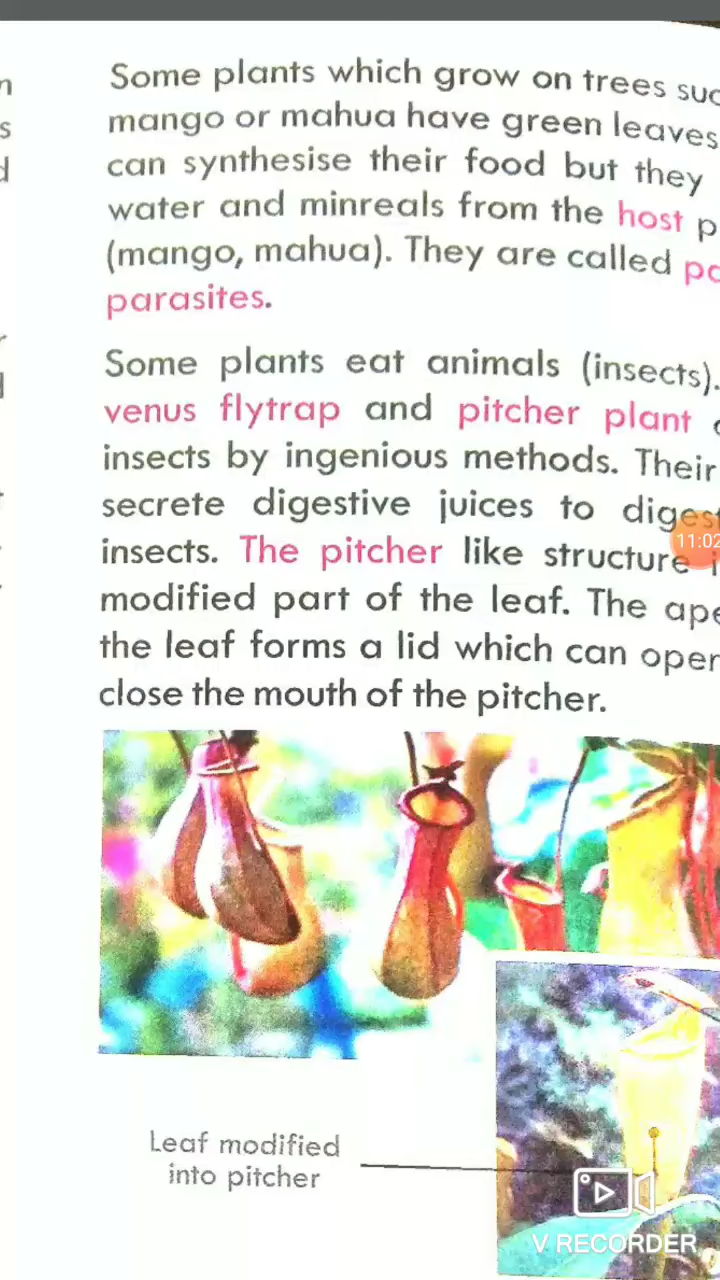 Some plants which grow on trees
mango or mahua have green leaves
can synthesise their food but they
water and minreals from the host
(mango, mahua). They are called
parasites.
Some plants eat animals (insects).
venus flytrap and pitcher plant
insects by ingenious methods. Their
secrete digestive juices to
insects. The pitcher like structure
modified part of the leaf. The
the leaf forms a lid which can
close the mouth of the pitcher.
11:02
Leaf modified
into pitcher
V RECORDER